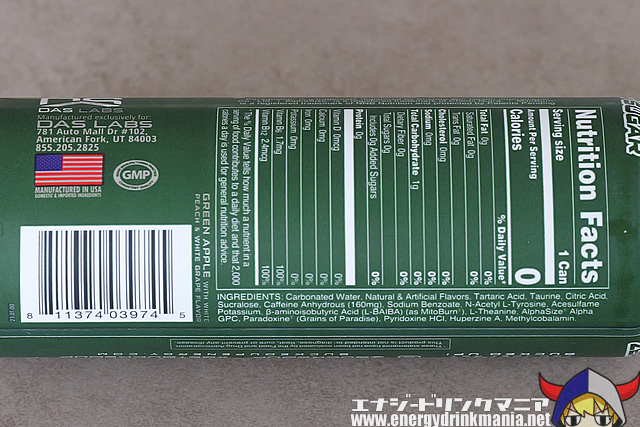 DAS LABS
Manufactured exclusively for:
DAS LABS
781 Auto Mall Dr #102,
American Fork, UT 84003
855.205.2825
MANUFACTURED IN USA
DOMESTIC & IMPORTED INGREDIENTS
GMP
8 11374 03974 5
GREEN APPLE WITH WHITE
PEACH & WHITE GRAPE FLAVOR
Nutrition Facts
Serving size 1 Can
Amount Per Serving
Calories 0
% Daily Value*
Total Fat 0g 0%
Saturated Fat 0g 0%
Trans Fat 0g
Cholesterol 0mg 0%
Sodium 0mg 0%
Total Carbohydrate 1g 0%
Dietary Fiber 0g 0%
Total Sugars 0g
Includes 0g Added Sugars 0%
Protein 0g
Vitamin D 0mcg 0%
Calcium 0mg 0%
Iron 0mg 0%
Potassium 0mg 0%
Vitamin B6 1.7mg 100%
Vitamin B12 2.4mcg 100%
The % Daily Value tells how much a nutrient in a
serving of food contributes to a daily diet and that 2,000
calories a day is used for general nutrition advice.
INGREDIENTS: Carbonated Water, Natural & Artificial Flavors, Tartaric Acid, Taurine, Citric Acid,
Sucralose, Caffeine Anhydrous (160mg), Sodium Benzoate, N-Acetyl L-Tyrosine, Acesulfame
Potassium, β-aminoisobutyric Acid (L-BAIBA) (as MitoBurn®), L-Theanine, AlphaSize® Alpha
GPC, Paradoxine® (Grains of Paradise), Pyridoxine HCl, Huperzine A, Methylcobalamin.
SUGAR
エナジードリンクマニア
www.energydrinkmania.net